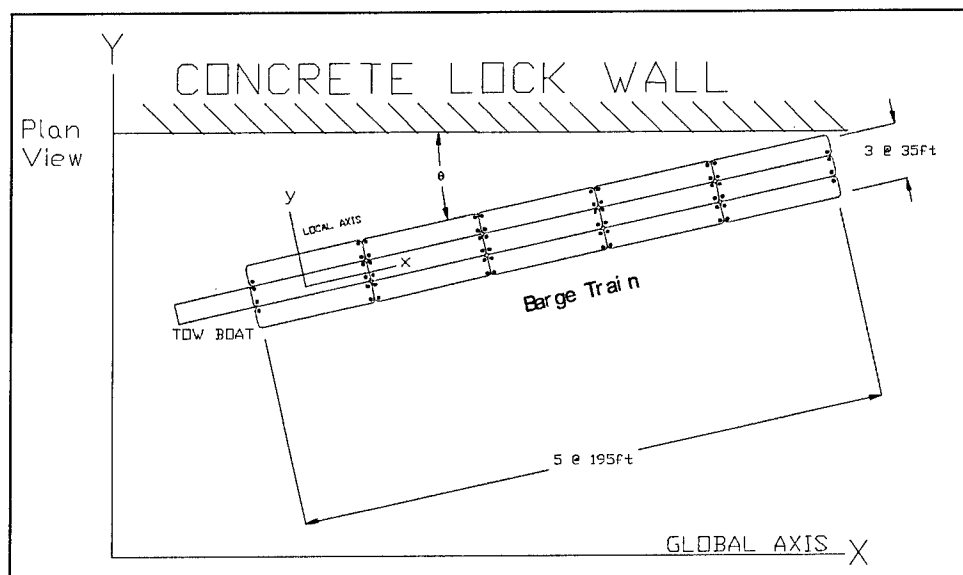 Y
CONCRETE LOCK WALL
Plan
View
3 @ 35ft
θ
y
LOCAL AXIS
x
Barge Train
TOW BOAT
5 @ 195ft
GLOBAL AXIS
X